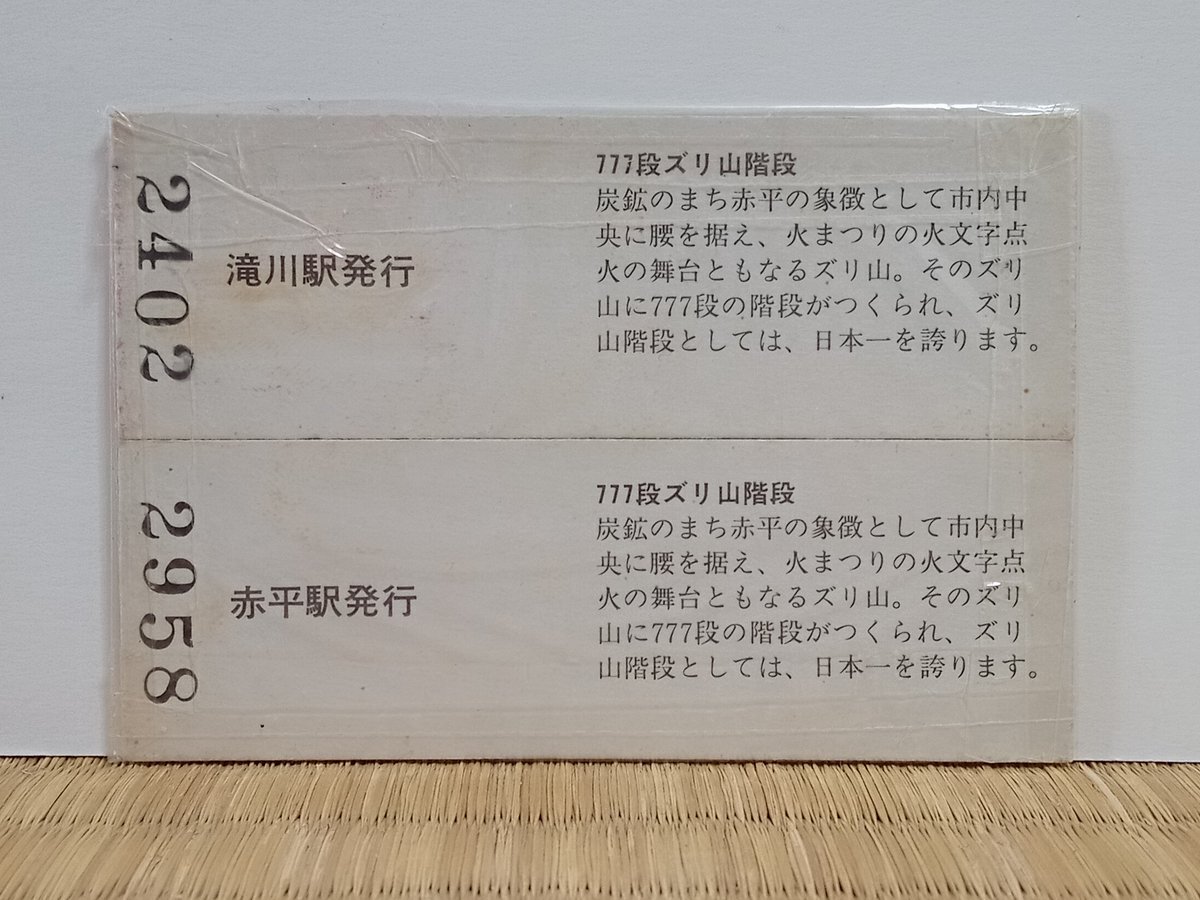 2402
滝川駅発行
777段ズリ山階段
炭鉱のまち赤平の象徴として市内中
央に腰を据え、火まつりの火文字点
火の舞台ともなるズリ山。そのズリ
山に777段の階段がつくられ、ズリ
山階段としては、日本一を誇ります。
2958
赤平駅発行
777段ズリ山階段
炭鉱のまち赤平の象徴として市内中
央に腰を据え、火まつりの火文字点
火の舞台ともなるズリ山。そのズリ
山に777段の階段がつくられ、ズリ
山階段としては、日本一を誇ります。